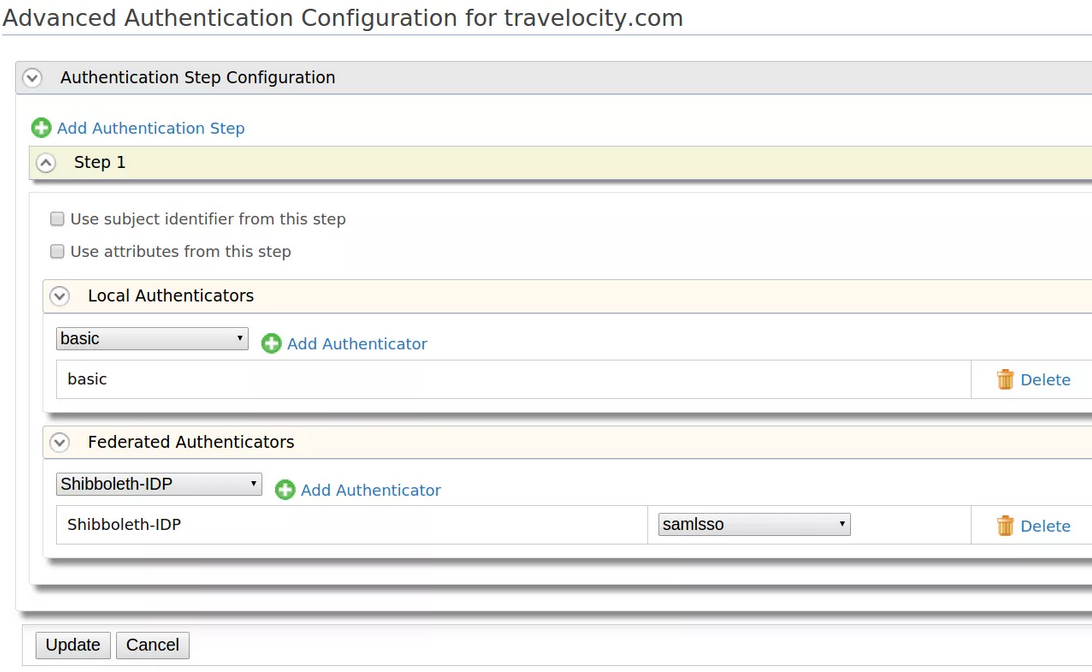 Advanced Authentication Configuration for travelocity.com
Authentication Step Configuration
Add Authentication Step
Step 1
Use subject identifier from this step
Use attributes from this step
Local Authenticators
basic Add Authenticator
basic Delete
Federated Authenticators
Shibboleth-IDP Add Authenticator
Shibboleth-IDP samlsso Delete
Update Cancel